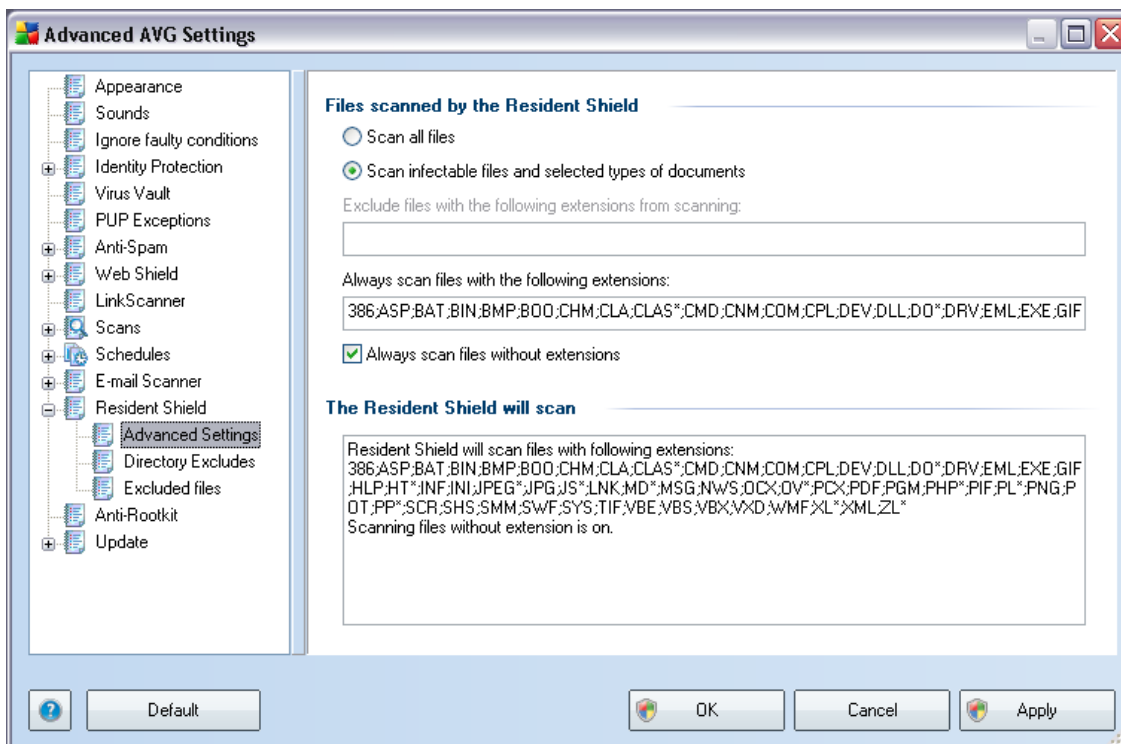 Advanced AVG Settings
Appearance
Sounds
Ignore faulty conditions
Identity Protection
Virus Vault
PUP Exceptions
Anti-Spam
Web Shield
LinkScanner
Scans
Schedules
E-mail Scanner
Resident Shield
Advanced Settings
Directory Excludes
Excluded files
Anti-Rootkit
Update
Files scanned by the Resident Shield
Scan all files
Scan infectable files and selected types of documents
Exclude files with the following extensions from scanning:
Always scan files with the following extensions:
386;ASP;BAT;BIN;BMP;BOO;CHM;CLA;CLAS*;CMD;CNM;COM;CPL;DEV;DLL;DO*;DRV;EML;EXE;GIF
Always scan files without extensions
The Resident Shield will scan
Resident Shield will scan files with following extensions:
386;ASP;BAT;BIN;BMP;BOO;CHM;CLA;CLAS*;CMD;CNM;COM;CPL;DEV;DLL;DO*;DRV;EML;EXE;GIF
;HLP;HT*;INF;INI;JPEG*;JPG;JS*;LNK;MD*;MSG;NWS;OCX;OV*;PCX;PDF;PGM;PHP*;PIF;PL*;PNG;P
OT;PP*;SCR;SHS;SMM;SWF;SYS;TIF;VBE;VBS;VBX;VXD;WMF;XL*;XML;ZL*
Scanning files without extension is on.
?
Default
OK
Cancel
Apply